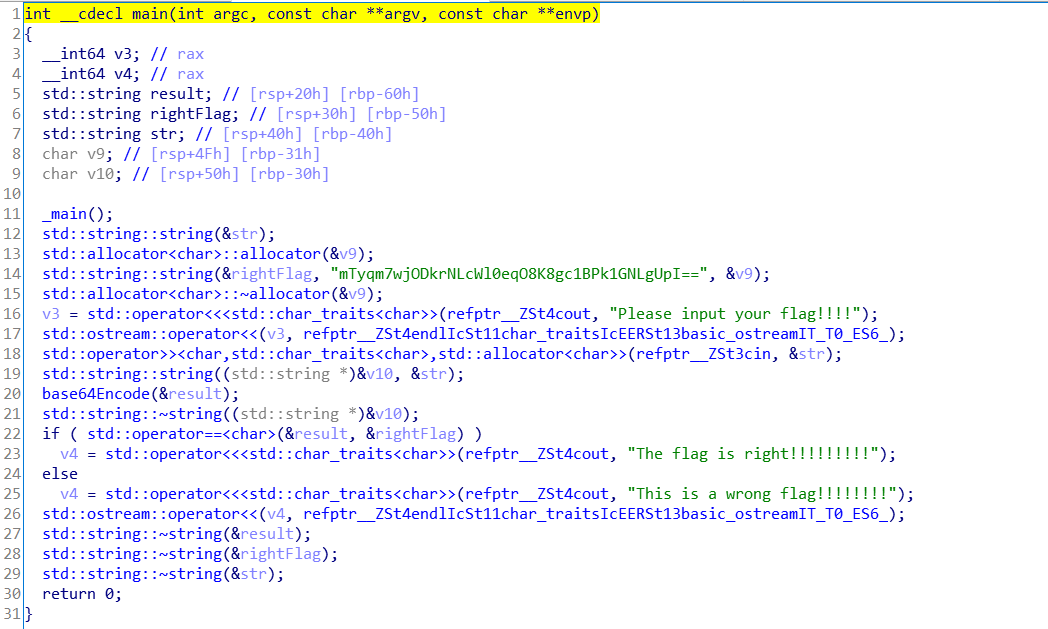 1 int __cdecl main(int argc, const char **argv, const char **envp)
2 {
3 __int64 v3; // rax
4 __int64 v4; // rax
5 std::string result; // [rsp+20h] [rbp-60h]
6 std::string rightFlag; // [rsp+30h] [rbp-50h]
7 std::string str; // [rsp+40h] [rbp-40h]
8 char v9; // [rsp+4Fh] [rbp-31h]
9 char v10; // [rsp+50h] [rbp-30h]
10
11 _main();
12 std::string::string(&str);
13 std::allocator<char>::allocator(&v9);
14 std::string::string(&rightFlag, "mTyqm7wjODkrNLcWl0eqO8K8gc1BPk1GNLgUpI==", &v9);
15 std::allocator<char>::~allocator(&v9);
16 v3 = std::operator<<<std::char_traits<char>>(refptr__ZSt4cout, "Please input your flag!!!!");
17 std::ostream::operator<<(v3, refptr__ZSt4endlIcSt11char_traitsIcEERSt13basic_ostreamIT_T0_ES6_);
18 std::operator>><char,std::char_traits<char>,std::allocator<char>>(refptr__ZSt3cin, &str);
19 std::string::string((std::string *)&v10, &str);
20 base64Encode(&result);
21 std::string::~string((std::string *)&v10);
22 if ( std::operator==<char>(&result, &rightFlag) )
23 v4 = std::operator<<<std::char_traits<char>>(refptr__ZSt4cout, "The flag is right!!!!!!!!!");
24 else
25 v4 = std::operator<<<std::char_traits<char>>(refptr__ZSt4cout, "This is a wrong flag!!!!!!!!");
26 std::ostream::operator<<(v4, refptr__ZSt4endlIcSt11char_traitsIcEERSt13basic_ostreamIT_T0_ES6_);
27 std::string::~string(&result);
28 std::string::~string(&rightFlag);
29 std::string::~string(&str);
30 return 0;
31 }